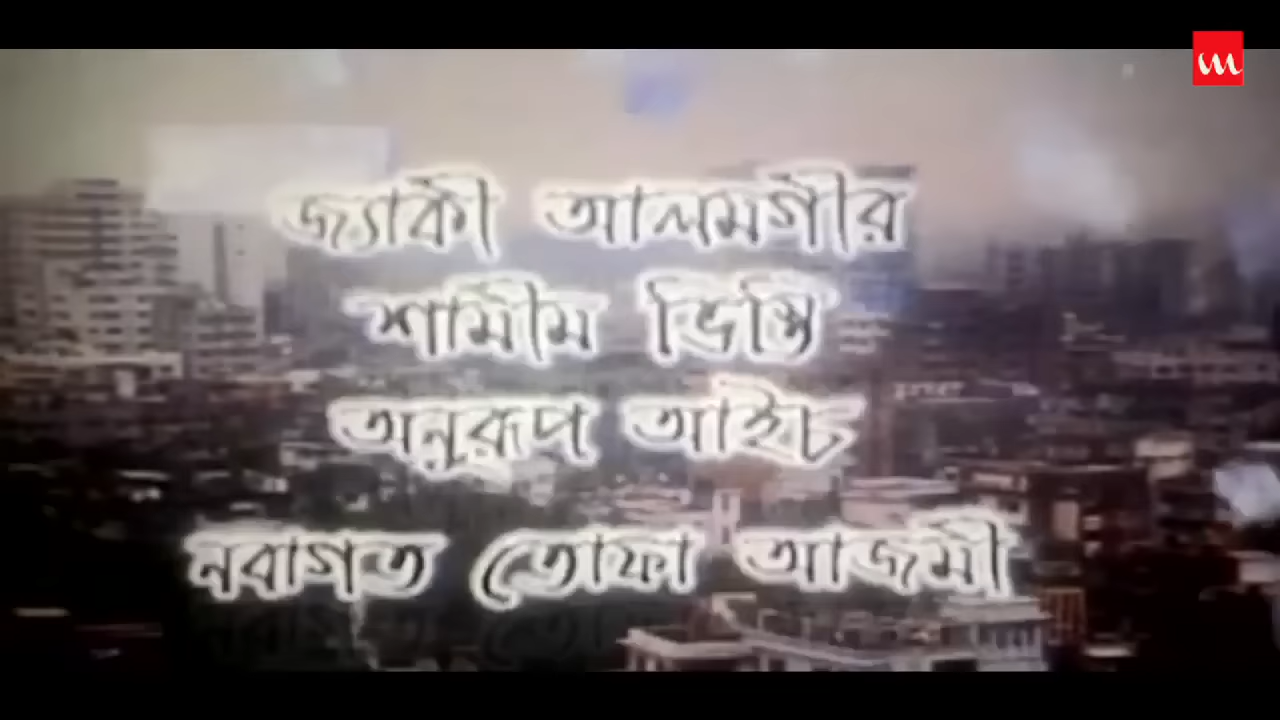 জ্যাকী আলমগীর
শামীম ভিস্তি
অনুরূপ আইচ
নবাগত তোফা আজমী